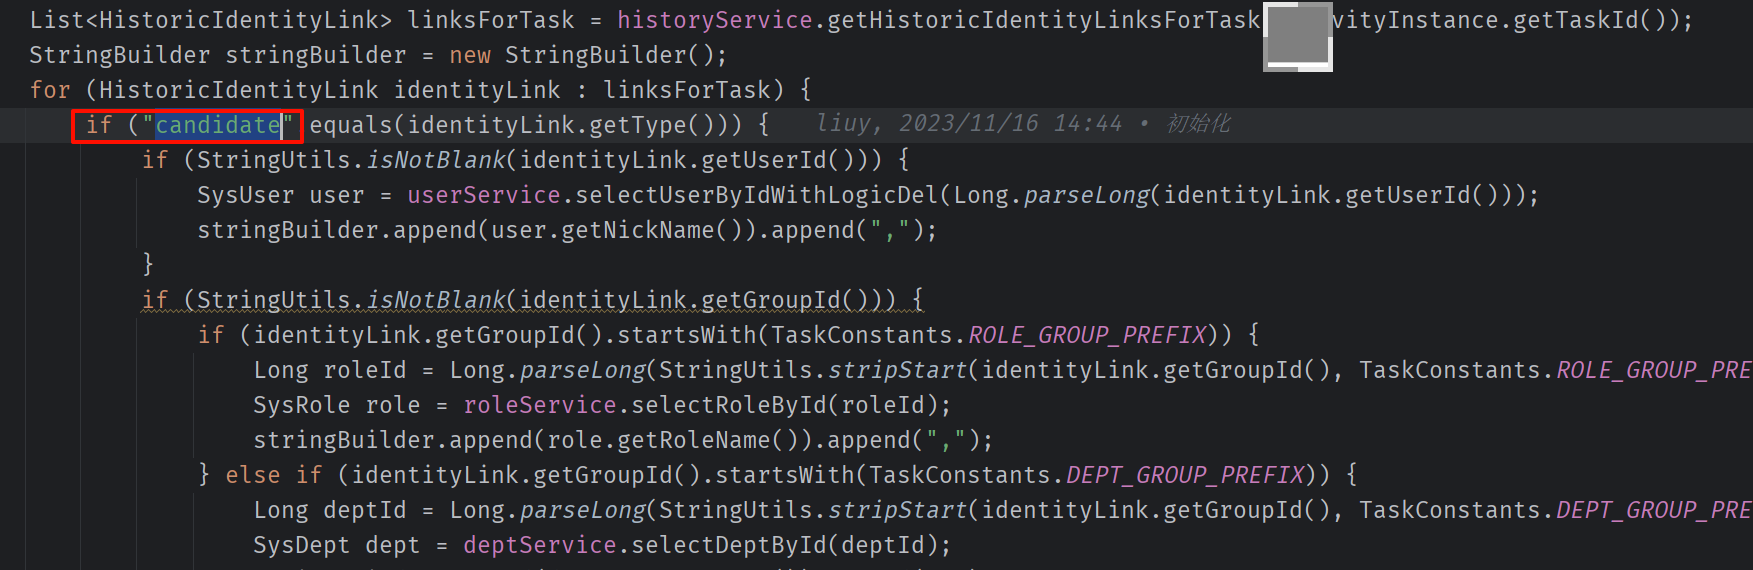 List<HistoricIdentityLink> linksForTask = historyService.getHistoricIdentityLinksForTask vityInstance.getTaskId());
StringBuilder stringBuilder = new StringBuilder();
for (HistoricIdentityLink identityLink : linksForTask) {
if ("candidate" equals(identityLink.getType())) { liuy, 2023/11/16 14:44 • 初始化
if (StringUtils.isNotBlank(identityLink.getUserId())) {
SysUser user = userService.selectUserByIdWithLogicDel(Long.parseLong(identityLink.getUserId()));
stringBuilder.append(user.getNickName()).append(",");
}
if (StringUtils.isNotBlank(identityLink.getGroupId())) {
if (identityLink.getGroupId().startsWith(TaskConstants.ROLE_GROUP_PREFIX)) {
Long roleId = Long.parseLong(StringUtils.stripStart(identityLink.getGroupId(), TaskConstants.ROLE_GROUP_PRE
SysRole role = roleService.selectRoleById(roleId);
stringBuilder.append(role.getRoleName()).append(",");
} else if (identityLink.getGroupId().startsWith(TaskConstants.DEPT_GROUP_PREFIX)) {
Long deptId = Long.parseLong(StringUtils.stripStart(identityLink.getGroupId(), TaskConstants.DEPT_GROUP_PRE
SysDept dept = deptService.selectDeptById(deptId);